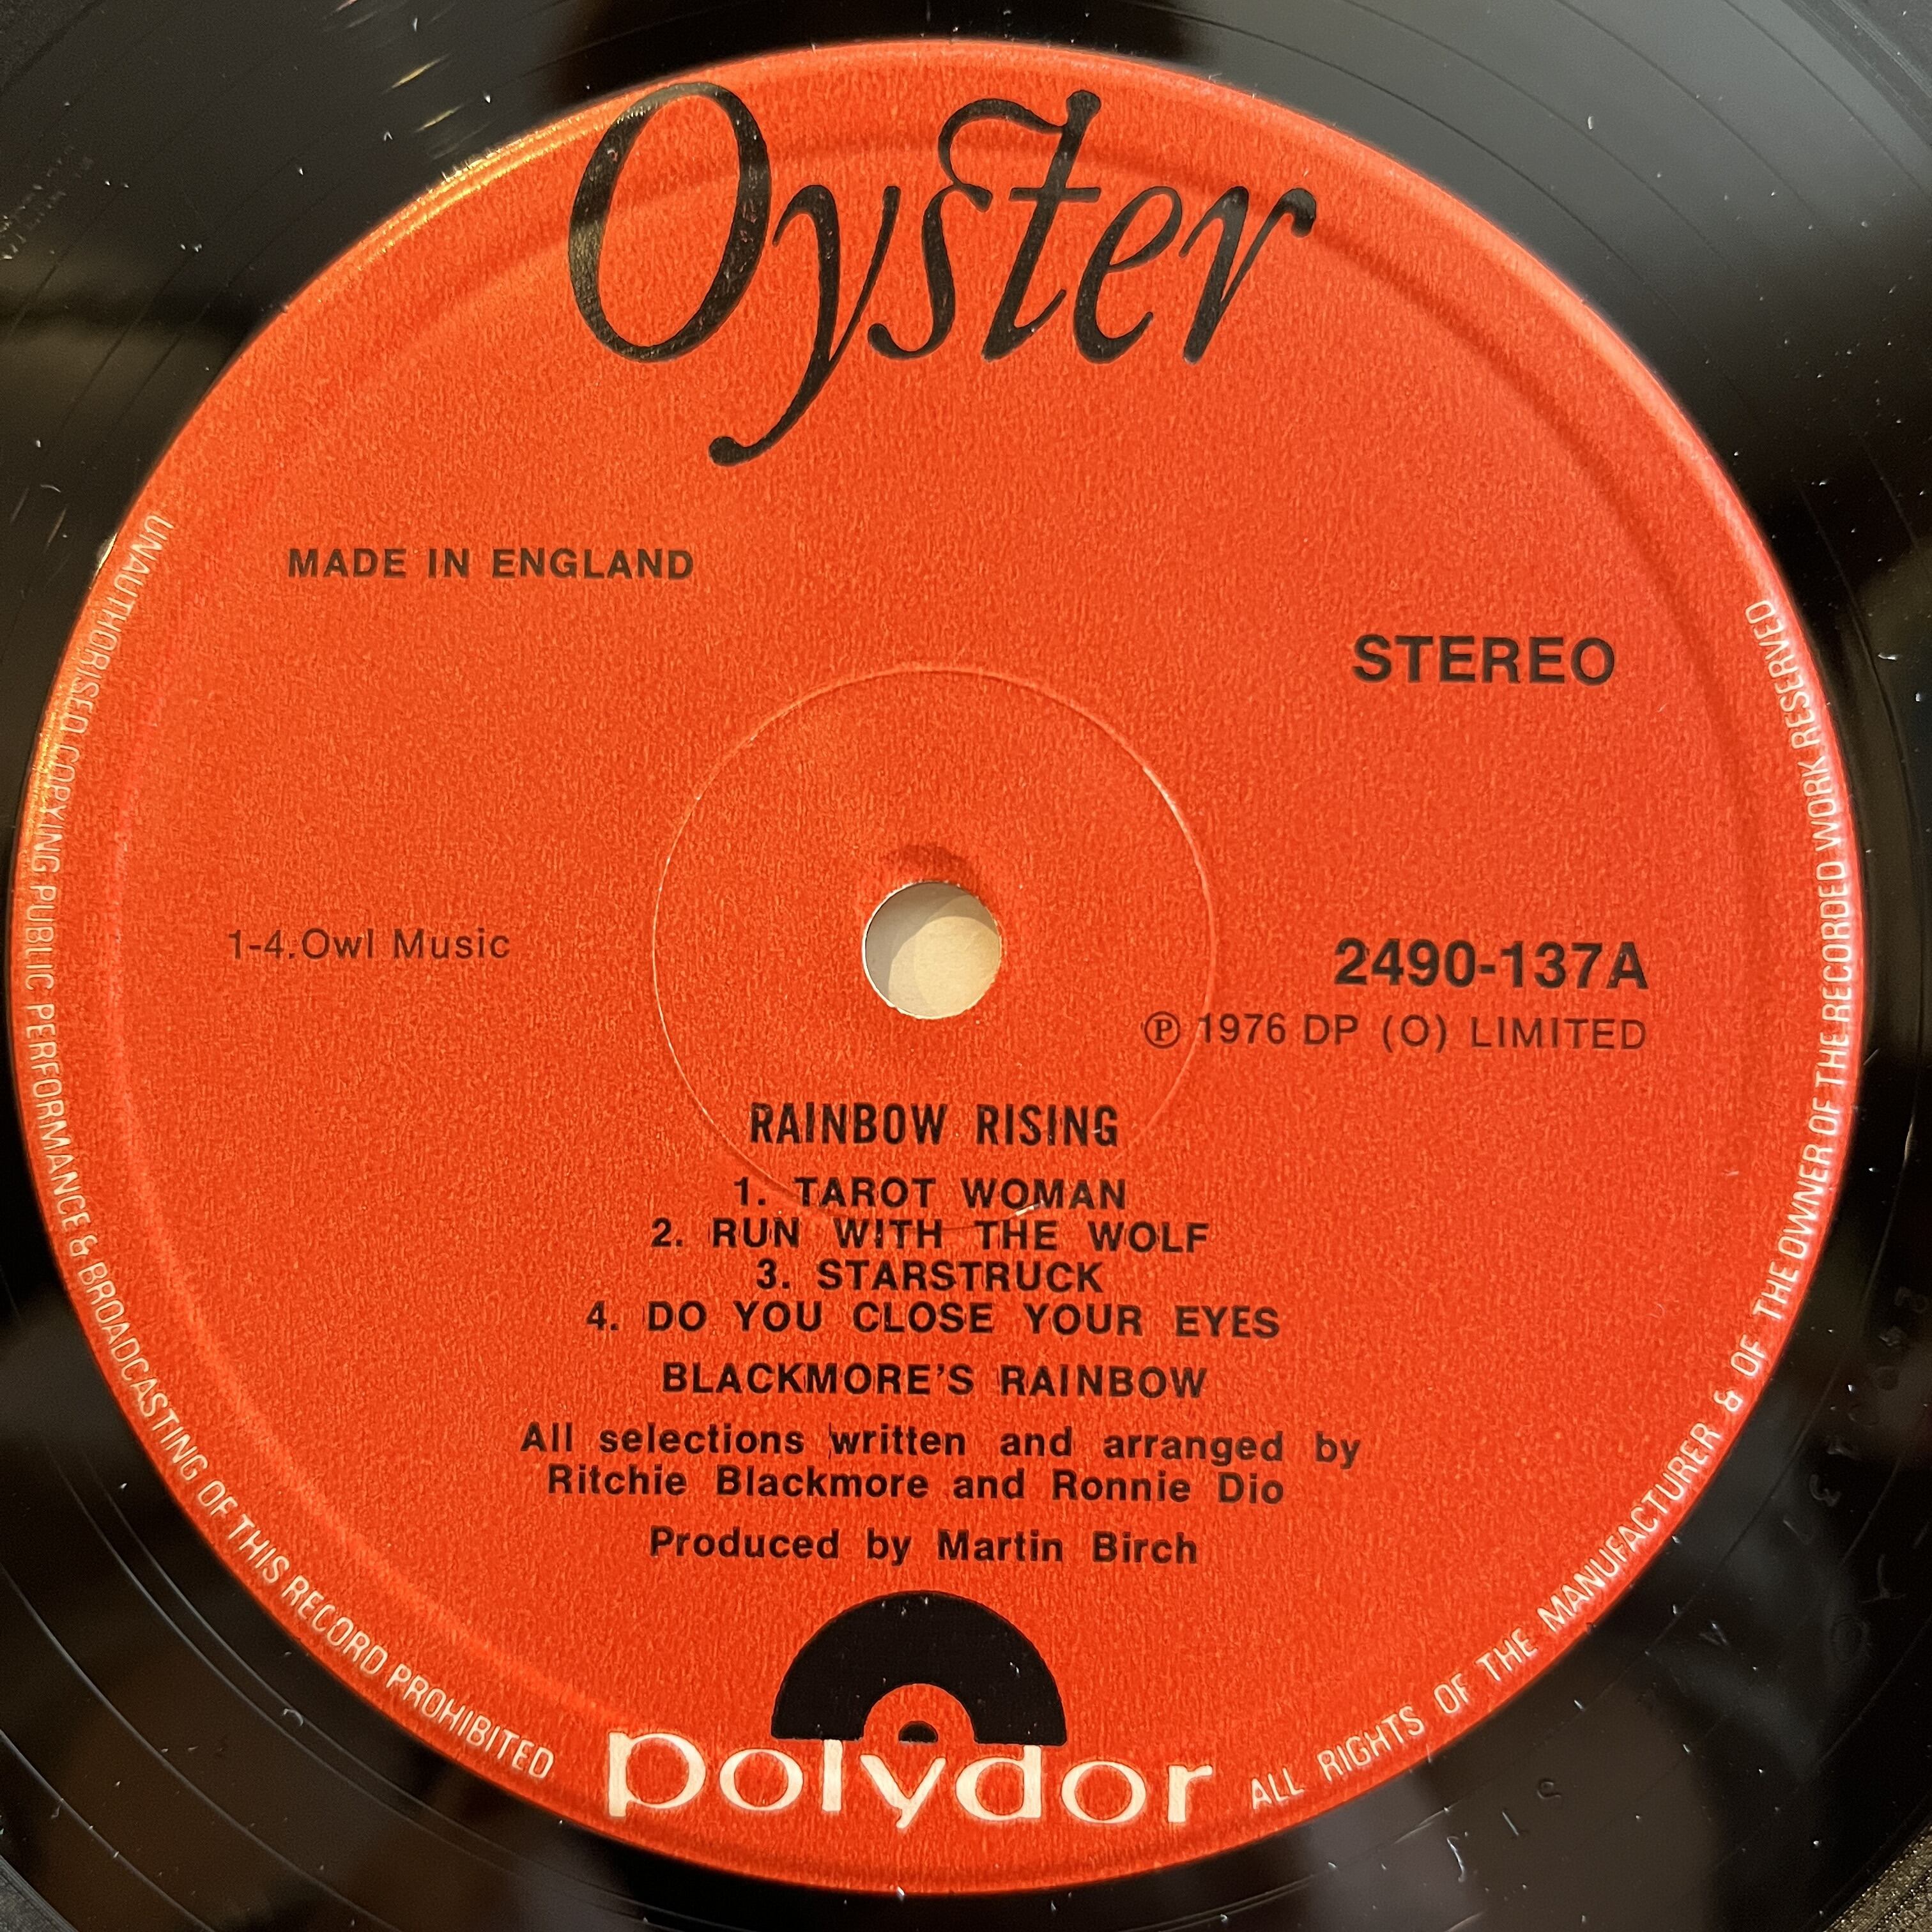 Oyster
MADE IN ENGLAND
STEREO
1-4.Owl Music
2490-137A
℗ 1976 DP (O) LIMITED
RAINBOW RISING
1. TAROT WOMAN
2. RUN WITH THE WOLF
3. STARSTRUCK
4. DO YOU CLOSE YOUR EYES
BLACKMORE'S RAINBOW
All selections written and arranged by
Ritchie Blackmore and Ronnie Dio
Produced by Martin Birch
polydor
UNAUTHORISED COPYING PUBLIC PERFORMANCE & BROADCASTING OF THIS RECORD PROHIBITED
ALL RIGHTS OF THE MANUFACTURER & OF THE OWNER OF THE RECORDED WORK RESERVED